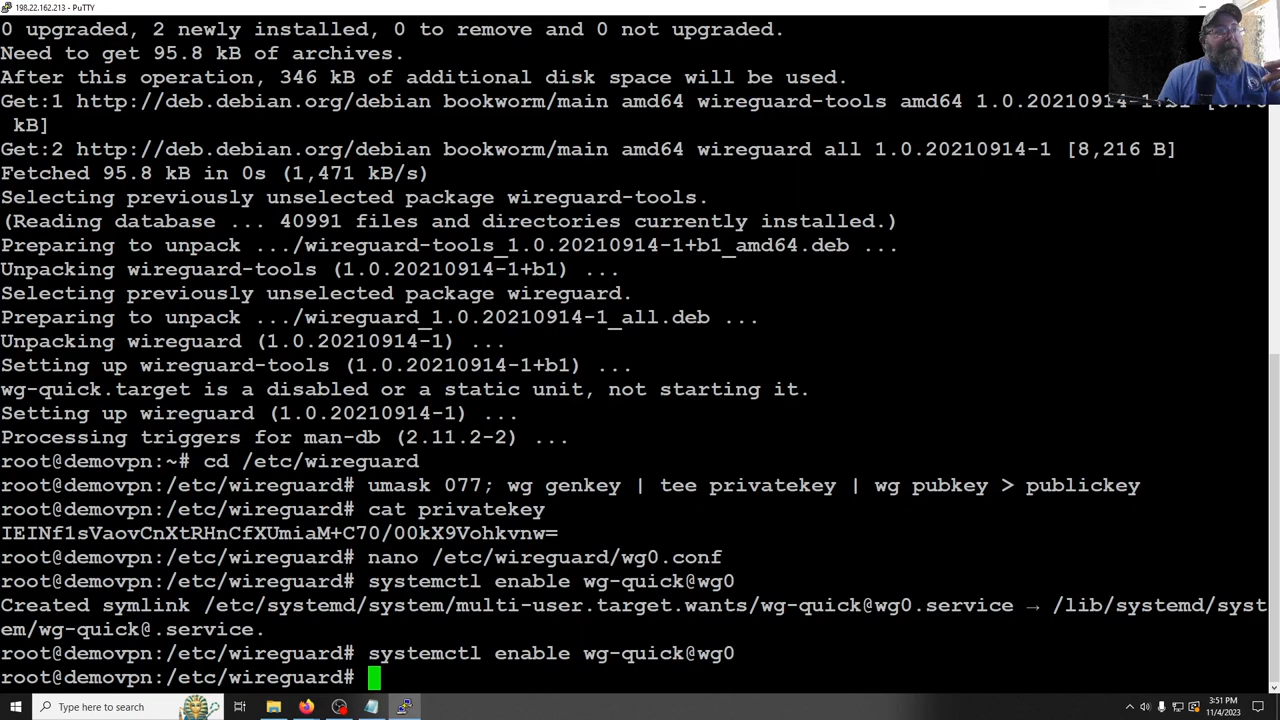 198.22.162.213 - PuTTY
0 upgraded, 2 newly installed, 0 to remove and 0 not upgraded.
Need to get 95.8 kB of archives.
After this operation, 346 kB of additional disk space will be used.
Get:1 http://deb.debian.org/debian bookworm/main amd64 wireguard-tools amd64
kB]
Get:2 http://deb.debian.org/debian bookworm/main amd64 wireguard all 1.0.20210914-1 [8,216 B]
Fetched 95.8 kB in 0s (1,471 kB/s)
Selecting previously unselected package wireguard-tools.
(Reading database ... 40991 files and directories currently installed.)
Preparing to unpack .../wireguard-tools_1.0.20210914-1+b1_amd64.deb ...
Unpacking wireguard-tools (1.0.20210914-1+b1) ...
Selecting previously unselected package wireguard.
Preparing to unpack .../wireguard_1.0.20210914-1_all.deb ...
Unpacking wireguard (1.0.20210914-1) ...
Setting up wireguard-tools (1.0.20210914-1+b1) ...
wg-quick.target is a disabled or a static unit, not starting it.
Setting up wireguard (1.0.20210914-1) ...
Processing triggers for man-db (2.11.2-2) ...
root@demovpn:~# cd /etc/wireguard
root@demovpn:/etc/wireguard# umask 077; wg genkey | tee privatekey | wg pubkey > publickey
root@demovpn:/etc/wireguard# cat privatekey
IEINf1sVaovCnXtRHnCfXUmiaM+C70/00kX9Vohkvnw=
root@demovpn:/etc/wireguard# nano /etc/wireguard/wg0.conf
root@demovpn:/etc/wireguard# systemctl enable wg-quick@wg0
Created symlink /etc/systemd/system/multi-user.target.wants/wg-quick@wg0.service → /lib/systemd/syst
em/wg-quick@.service.
root@demovpn:/etc/wireguard# systemctl enable wg-quick@wg0
root@demovpn:/etc/wireguard#
Type here to search
3:51 PM
11/4/2023